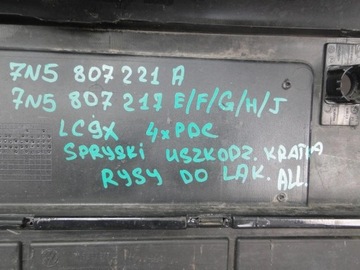 7N5 807 221 A
7N5 807 217 E/F/G/H/J
LC9X 4xPDC
SPRYSKI USZKODZ. KRATKA
RYSY DO LAK. ALL.